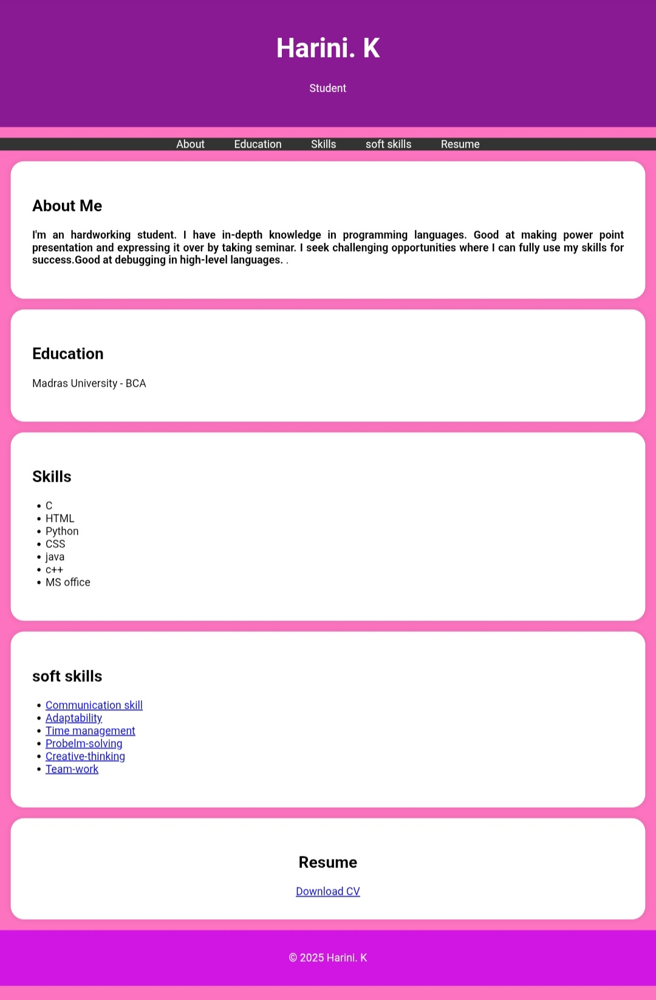 Harini. K
Student
About Education Skills soft skills Resume
About Me
I'm an hardworking student. I have in-depth knowledge in programming languages. Good at making power point
presentation and expressing it over by taking seminar. I seek challenging opportunities where I can fully use my skills for
success.Good at debugging in high-level languages. .
Education
Madras University - BCA
Skills
• C
• HTML
• Python
• CSS
• java
• c++
• MS office
soft skills
• Communication skill
• Adaptability
• Time management
• Probelm-solving
• Creative-thinking
• Team-work
Resume
Download CV
© 2025 Harini. K